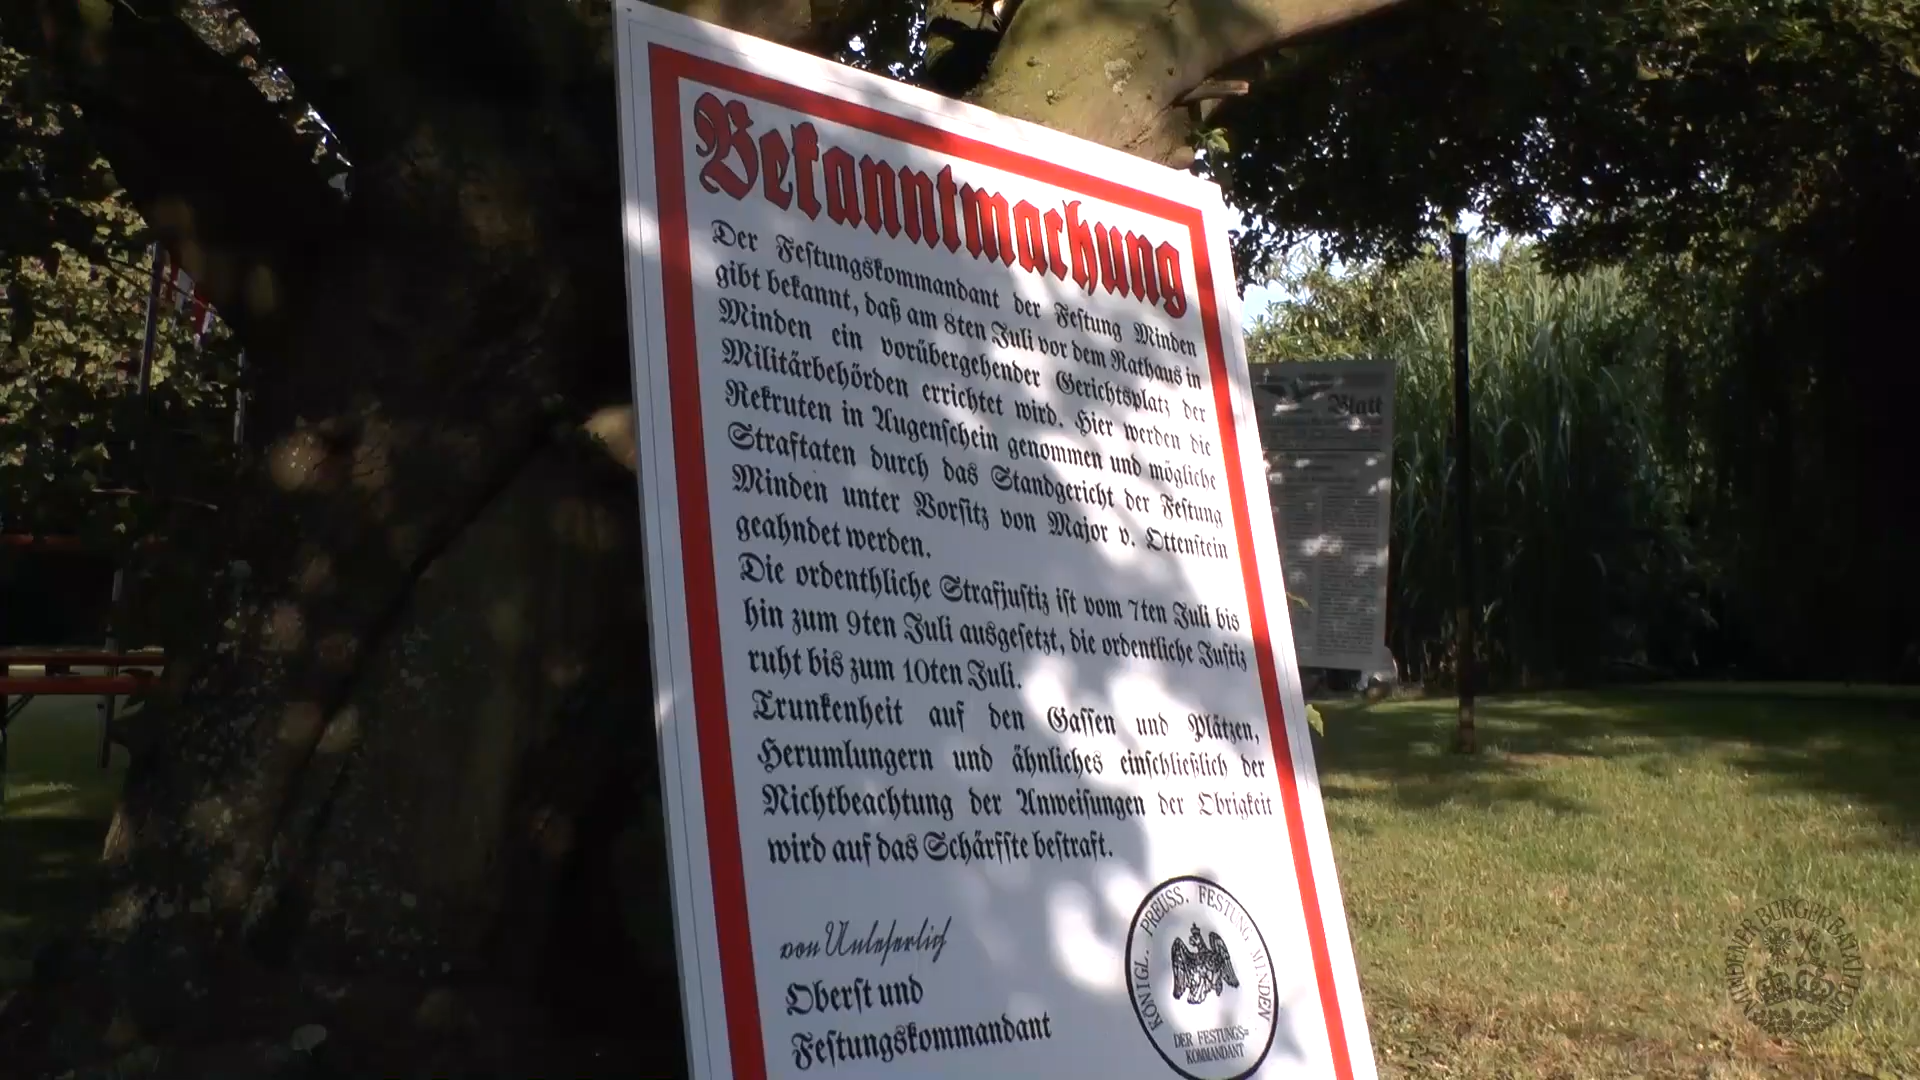 Bekanntmachung
Der Festungskommandant der Festung Minden
gibt bekannt, daß am 8ten Juli vor dem Rathaus in
Minden ein vorübergehender Gerichtsplatz der
Militärbehörden errichtet wird. Hier werden die
Rekruten in Augenschein genommen und mögliche
Straftaten durch das Standgericht der Festung
Minden unter Vorsitz von Major v. Ottenstein
geahndet werden.
Die ordenthliche Strafjustiz ist vom 7ten Juli bis
hin zum 9ten Juli ausgesetzt, die ordentliche Justiz
ruht bis zum 10ten Juli.
Trunkenheit auf den Gassen und Plätzen,
Herumlungern und ähnliches einschließlich der
Nichtbeachtung der Anweisungen der Obrigkeit
wird auf das Schärfste bestraft.
von Unleserlich
Oberst und
Festungskommandant
KÖNIGL. PREUSS. FESTUNG MINDEN
DER FESTUNGS=
KOMMANDANT
Blatt
MINDENER BÜRGERBATAILLON